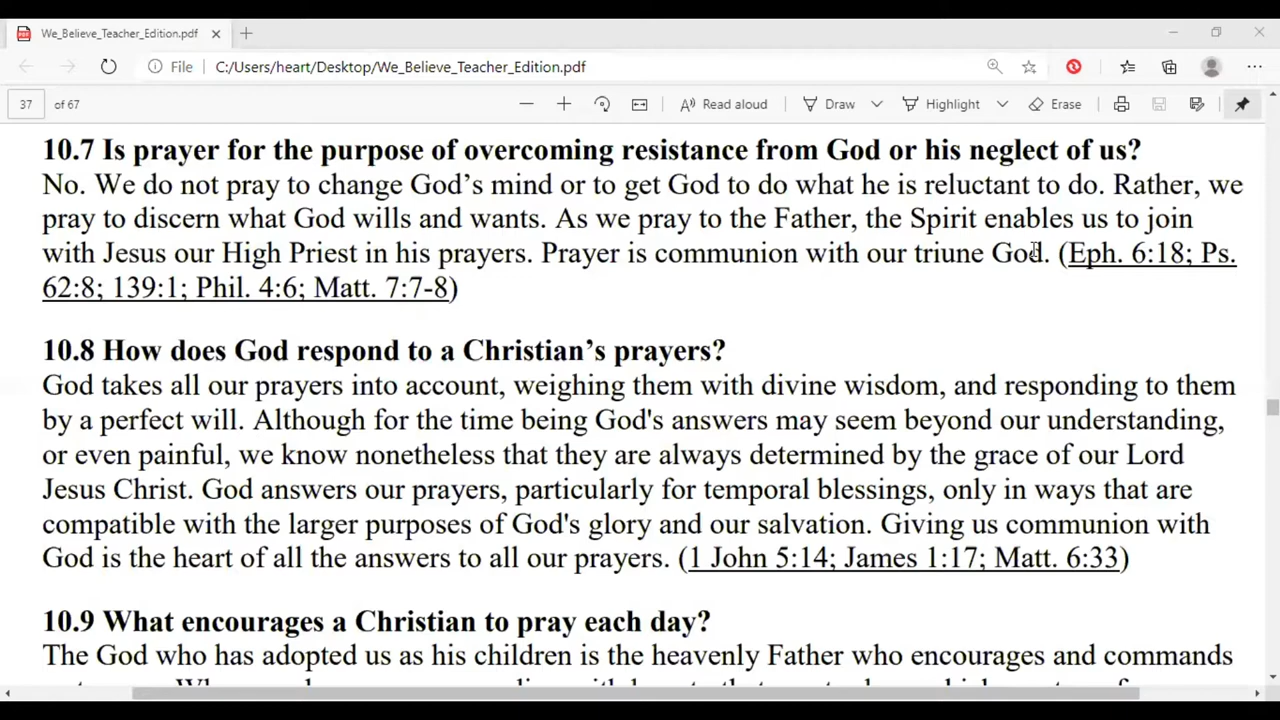 We_Believe_Teacher_Edition.pdf
File C:/Users/heart/Desktop/We_Believe_Teacher_Edition.pdf
37 of 67 Read aloud Draw Highlight Erase
10.7 Is prayer for the purpose of overcoming resistance from God or his neglect of us?
No. We do not pray to change God’s mind or to get God to do what he is reluctant to do. Rather, we
pray to discern what God wills and wants. As we pray to the Father, the Spirit enables us to join
with Jesus our High Priest in his prayers. Prayer is communion with our triune God. (Eph. 6:18; Ps.
62:8; 139:1; Phil. 4:6; Matt. 7:7-8)
10.8 How does God respond to a Christian’s prayers?
God takes all our prayers into account, weighing them with divine wisdom, and responding to them
by a perfect will. Although for the time being God's answers may seem beyond our understanding,
or even painful, we know nonetheless that they are always determined by the grace of our Lord
Jesus Christ. God answers our prayers, particularly for temporal blessings, only in ways that are
compatible with the larger purposes of God's glory and our salvation. Giving us communion with
God is the heart of all the answers to all our prayers. (1 John 5:14; James 1:17; Matt. 6:33)
10.9 What encourages a Christian to pray each day?
The God who has adopted us as his children is the heavenly Father who encourages and commands